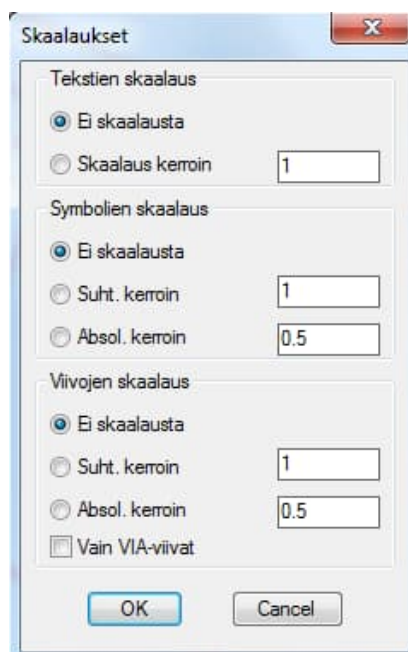 Skaalaukset
Tekstien skaalaus
Ei skaalausta
Skaalaus kerroin 1
Symbolien skaalaus
Ei skaalausta
Suht. kerroin 1
Absol. kerroin 0.5
Viivojen skaalaus
Ei skaalausta
Suht. kerroin 1
Absol. kerroin 0.5
Vain VIA-viivat
OK Cancel